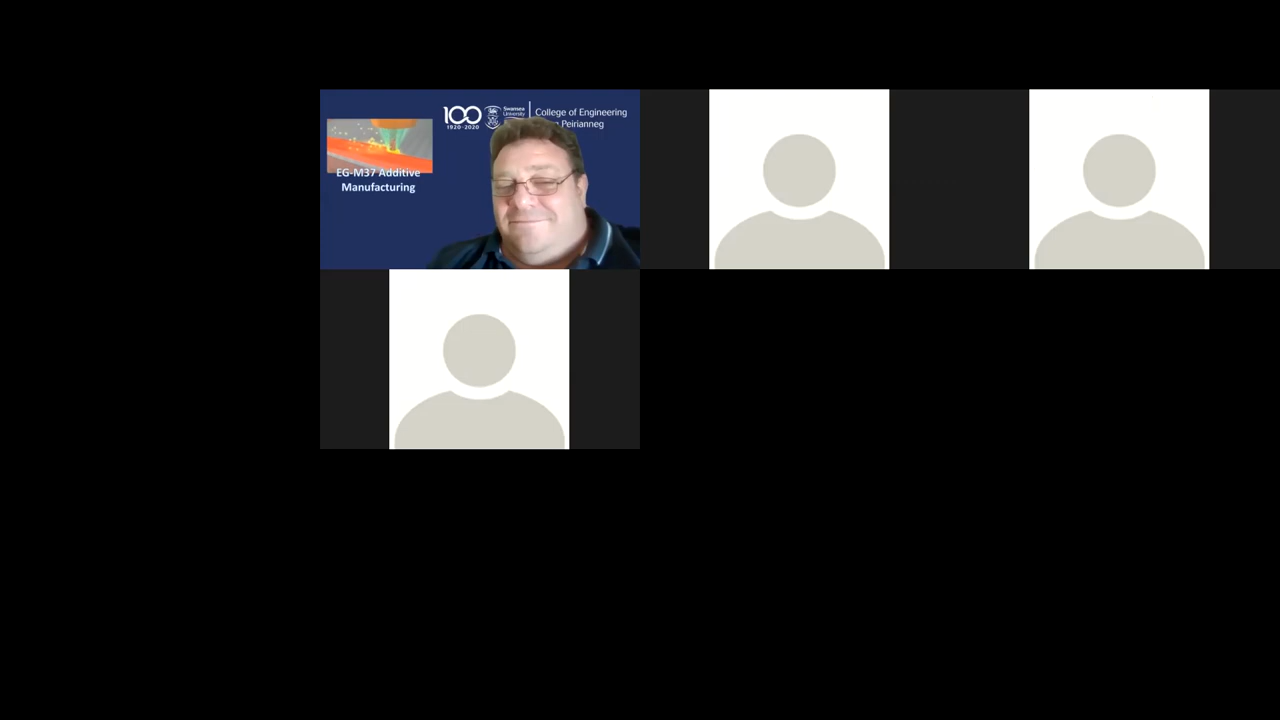 100
1920-2020
Swansea
University
College of Engineering
Peirianneg
EG-M37 Additive
Manufacturing